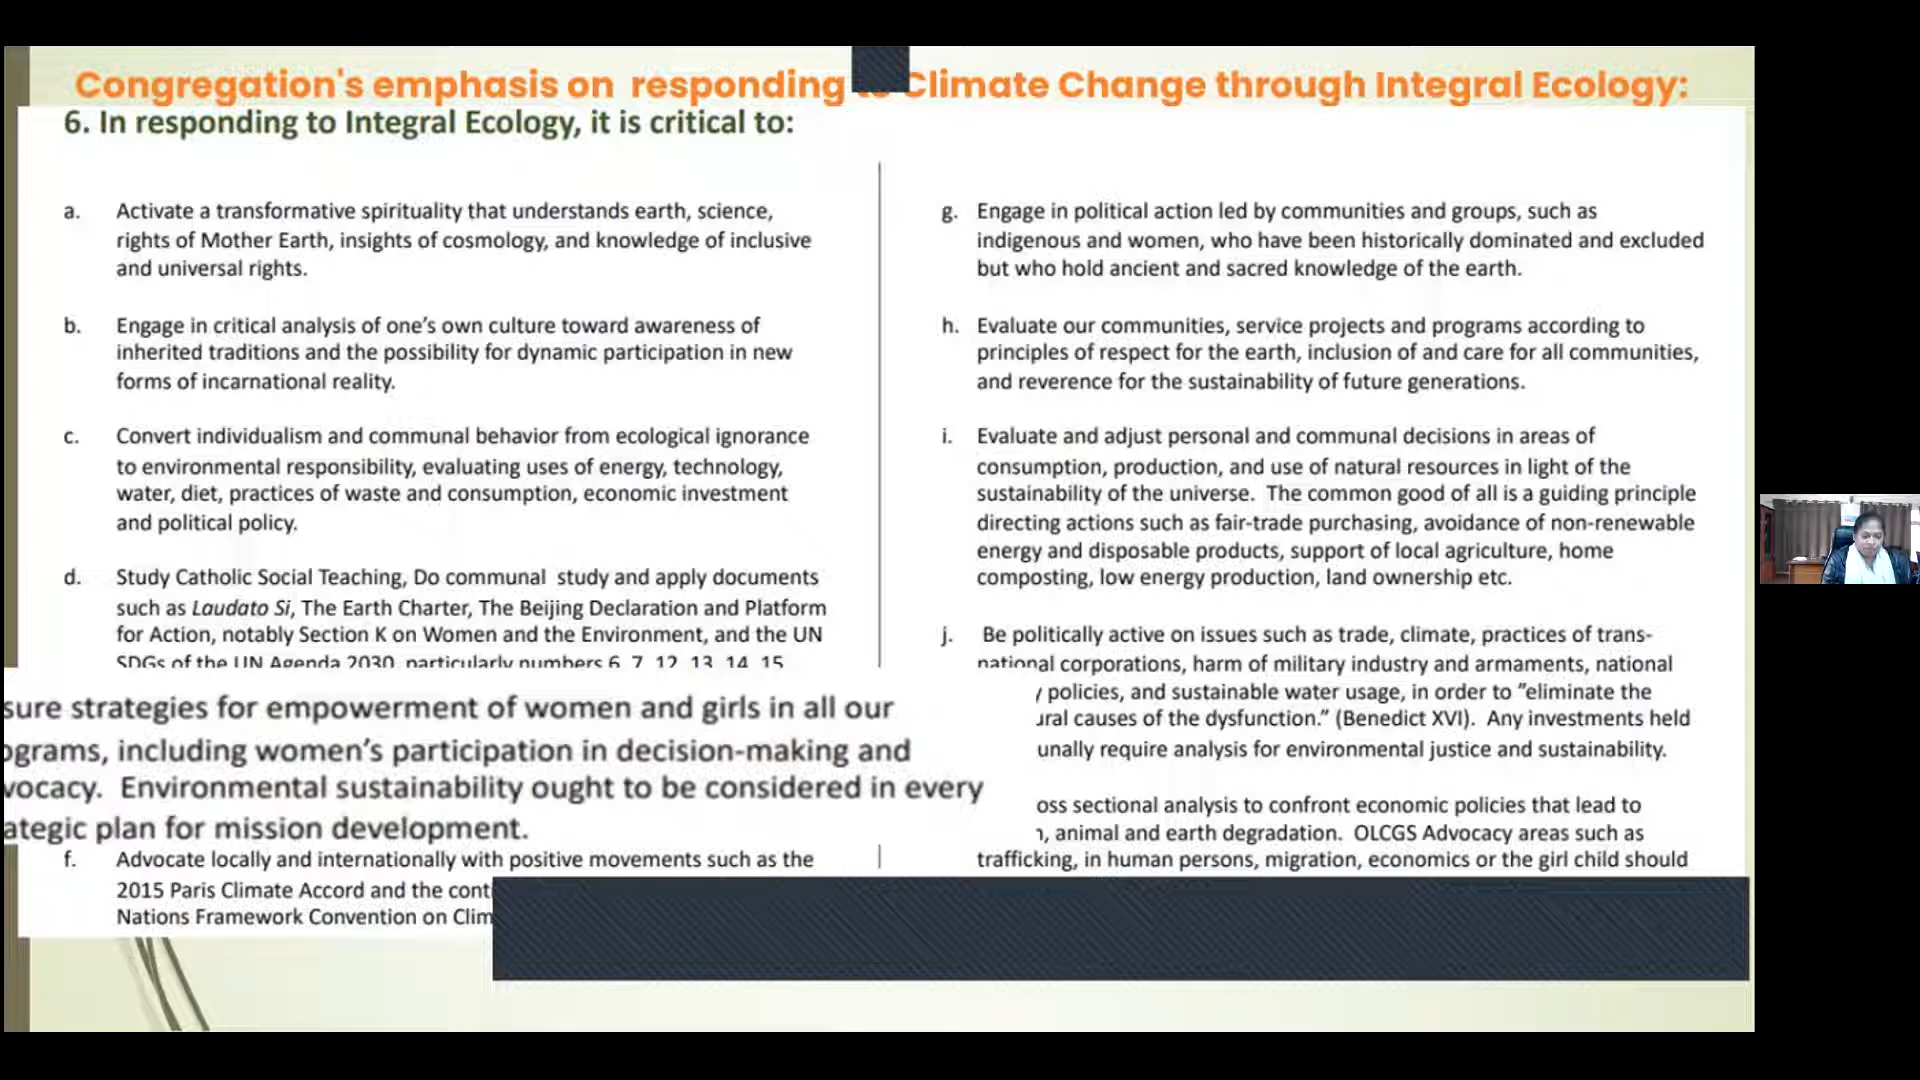 Congregation's emphasis on responding Climate Change through Integral Ecology:
6. In responding to Integral Ecology, it is critical to:
a. Activate a transformative spirituality that understands earth, science,
rights of Mother Earth, insights of cosmology, and knowledge of inclusive
and universal rights.
b. Engage in critical analysis of one's own culture toward awareness of
inherited traditions and the possibility for dynamic participation in new
forms of incarnational reality.
c. Convert individualism and communal behavior from ecological ignorance
to environmental responsibility, evaluating uses of energy, technology,
water, diet, practices of waste and consumption, economic investment
and political policy.
d. Study Catholic Social Teaching, Do communal study and apply documents
such as Laudato Si, The Earth Charter, The Beijing Declaration and Platform
for Action, notably Section K on Women and the Environment, and the UN
SDGs of the UN Agenda 2030, particularly numbers 6, 7, 12, 13, 14, 15
sure strategies for empowerment of women and girls in all our
ograms, including women's participation in decision-making and
vocacy. Environmental sustainability ought to be considered in every
ategic plan for mission development.
f. Advocate locally and internationally with positive movements such as the
2015 Paris Climate Accord and the cont
Nations Framework Convention on Clim
g. Engage in political action led by communities and groups, such as
indigenous and women, who have been historically dominated and excluded
but who hold ancient and sacred knowledge of the earth.
h. Evaluate our communities, service projects and programs according to
principles of respect for the earth, inclusion of and care for all communities,
and reverence for the sustainability of future generations.
i. Evaluate and adjust personal and communal decisions in areas of
consumption, production, and use of natural resources in light of the
sustainability of the universe. The common good of all is a guiding principle
directing actions such as fair-trade purchasing, avoidance of non-renewable
energy and disposable products, support of local agriculture, home
composting, low energy production, land ownership etc.
j. Be politically active on issues such as trade, climate, practices of trans-
national corporations, harm of military industry and armaments, national
policies, and sustainable water usage, in order to "eliminate the
ural causes of the dysfunction." (Benedict XVI). Any investments held
unally require analysis for environmental justice and sustainability.
oss sectional analysis to confront economic policies that lead to
, animal and earth degradation. OLCGS Advocacy areas such as
trafficking, in human persons, migration, economics or the girl child should